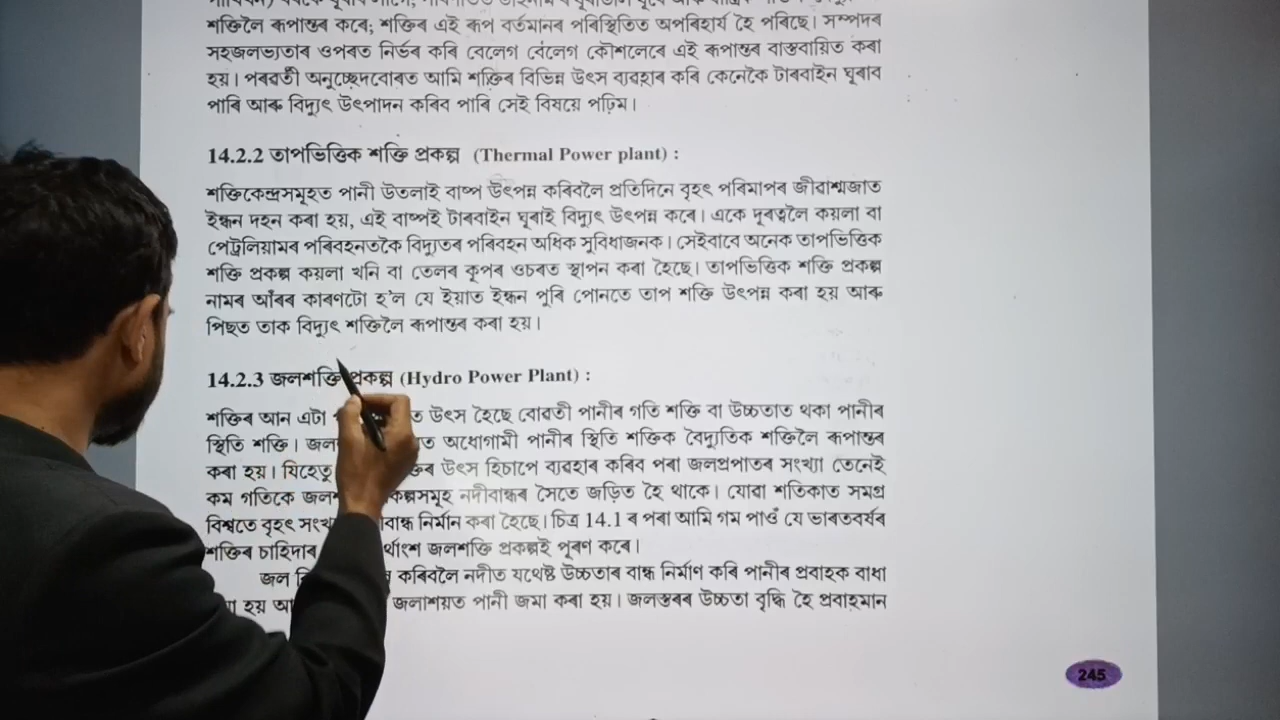 শক্তিলৈ ৰূপান্তৰ কৰে; শক্তিৰ এই ৰূপ বৰ্তমানৰ পৰিস্থিতিত অপৰিহাৰ্য হৈ পৰিছে। সম্পদৰ
সহজলভ্যতাৰ ওপৰত নিৰ্ভৰ কৰি বেলেগ বেলেগ কৌশলেৰে এই ৰূপান্তৰ বাস্তবায়িত কৰা
হয়। পৰৱৰ্তী অনুচ্ছেদবোৰত আমি শক্তিৰ বিভিন্ন উৎস ব্যৱহাৰ কৰি কেনেকৈ টাৰবাইন ঘূৰাব
পাৰি আৰু বিদ্যুৎ উৎপাদন কৰিব পাৰি সেই বিষয়ে পঢ়িম।
14.2.2 তাপভিত্তিক শক্তি প্ৰকল্প (Thermal Power plant) :
শক্তিকেন্দ্ৰসমূহত পানী উতলাই বাষ্প উৎপন্ন কৰিবলৈ প্ৰতিদিনে বৃহৎ পৰিমাপৰ জীৱাশ্মজাত
ইন্ধন দহন কৰা হয়, এই বাষ্পই টাৰবাইন ঘূৰাই বিদ্যুৎ উৎপন্ন কৰে। একে দূৰত্বলৈ কয়লা বা
পেট্ৰলিয়ামৰ পৰিবহনতকৈ বিদ্যুতৰ পৰিবহন অধিক সুবিধাজনক। সেইবাবে অনেক তাপভিত্তিক
শক্তি প্ৰকল্প কয়লা খনি বা তেলৰ কূপৰ ওচৰত স্থাপন কৰা হৈছে। তাপভিত্তিক শক্তি প্ৰকল্প
নামৰ আঁৰৰ কাৰণটো হ'ল যে ইয়াত ইন্ধন পুৰি পোনতে তাপ শক্তি উৎপন্ন কৰা হয় আৰু
পিছত তাক বিদ্যুৎ শক্তিলৈ ৰূপান্তৰ কৰা হয়।
14.2.3 জলশক্তি প্ৰকল্প (Hydro Power Plant) :
শক্তিৰ আন এটা উৎস হৈছে বোৱতী পানীৰ গতি শক্তি বা উচ্চতাত থকা পানীৰ
স্থিতি শক্তি। অধোগামী পানীৰ স্থিতি শক্তিক বৈদ্যুতিক শক্তিলৈ ৰূপান্তৰ
কৰা হয়। যিহেতু উৎস হিচাপে ব্যৱহাৰ কৰিব পৰা জলপ্ৰপাতৰ সংখ্যা তেনেই
কম গতিকে নদীবান্ধৰ সৈতে জড়িত হৈ থাকে। যোৱা শতিকাত সমগ্ৰ
বিশ্বতে বৃহৎ নিৰ্মান কৰা হৈছে। চিত্ৰ 14.1 ৰ পৰা আমি গম পাওঁ যে ভাৰতবৰ্ষৰ
শক্তিৰ চাহিদাৰ জলশক্তি প্ৰকল্পই পূৰণ কৰে।
জল কৰিবলৈ নদীত যথেষ্ট উচ্চতাৰ বান্ধ নিৰ্মাণ কৰি পানীৰ প্ৰবাহক বাধা
হয় জলাশয়ত পানী জমা কৰা হয়। জলস্তৰৰ উচ্চতা বৃদ্ধি হৈ প্ৰবাহমান
245